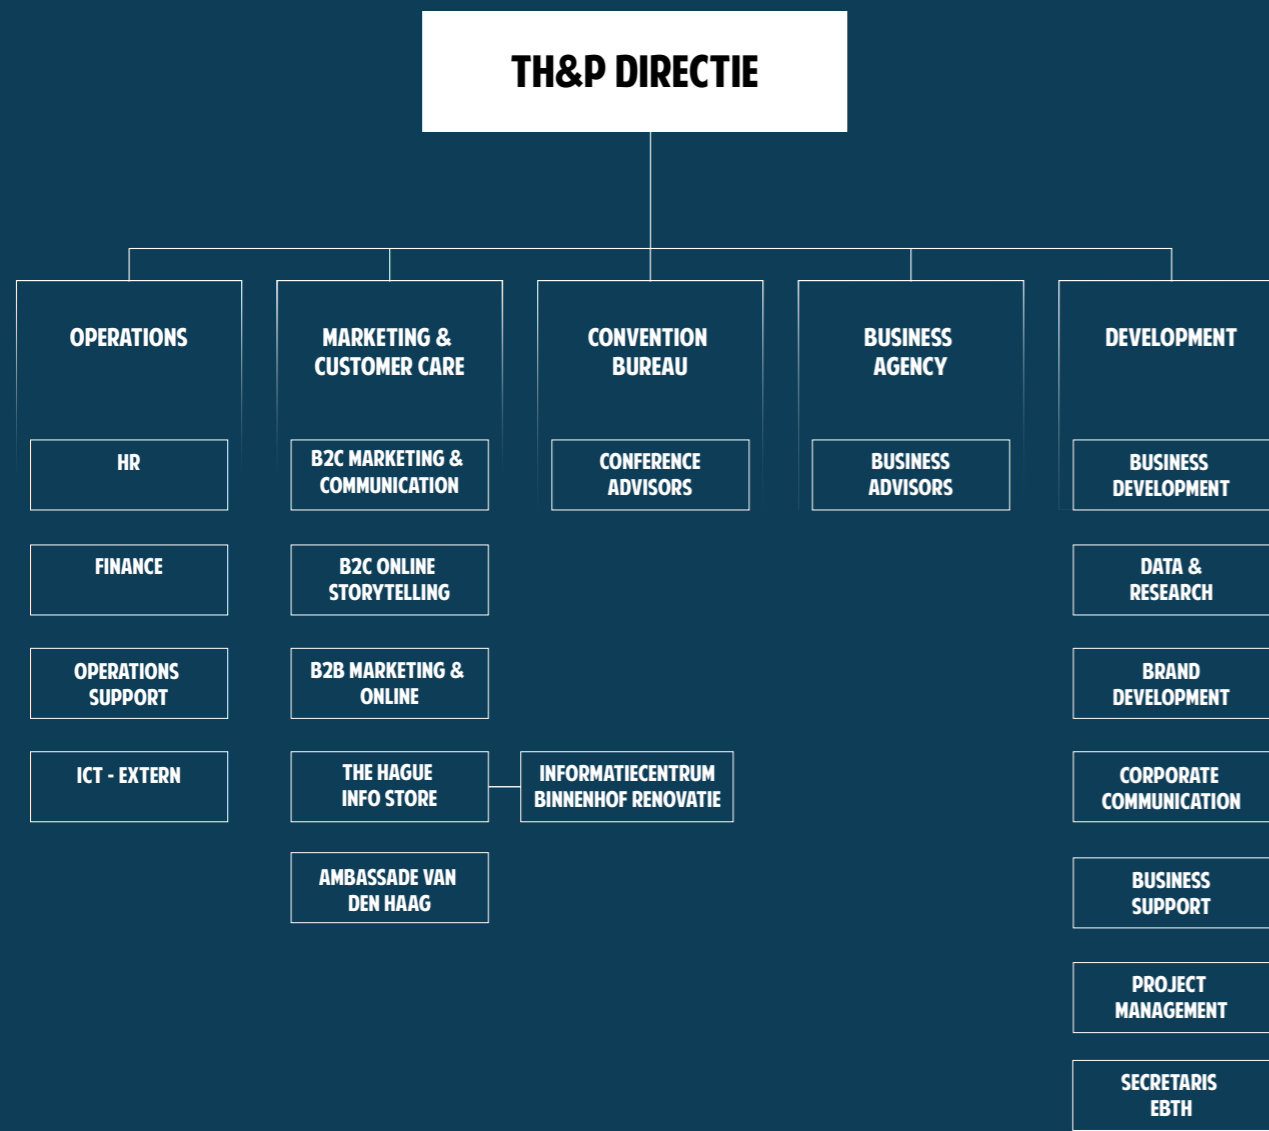 TH&P DIRECTIE
OPERATIONS
HR
FINANCE
OPERATIONS
SUPPORT
ICT - EXTERN
MARKETING &
CUSTOMER CARE
B2C MARKETING &
COMMUNICATION
B2C ONLINE
STORYTELLING
B2B MARKETING &
ONLINE
THE HAGUE
INFO STORE
INFORMATIECENTRUM
BINNENHOF RENOVATIE
AMBASSADE VAN
DEN HAAG
CONVENTION
BUREAU
CONFERENCE
ADVISORS
BUSINESS
AGENCY
BUSINESS
ADVISORS
DEVELOPMENT
BUSINESS
DEVELOPMENT
DATA &
RESEARCH
BRAND
DEVELOPMENT
CORPORATE
COMMUNICATION
BUSINESS
SUPPORT
PROJECT
MANAGEMENT
SECRETARIS
EBTH